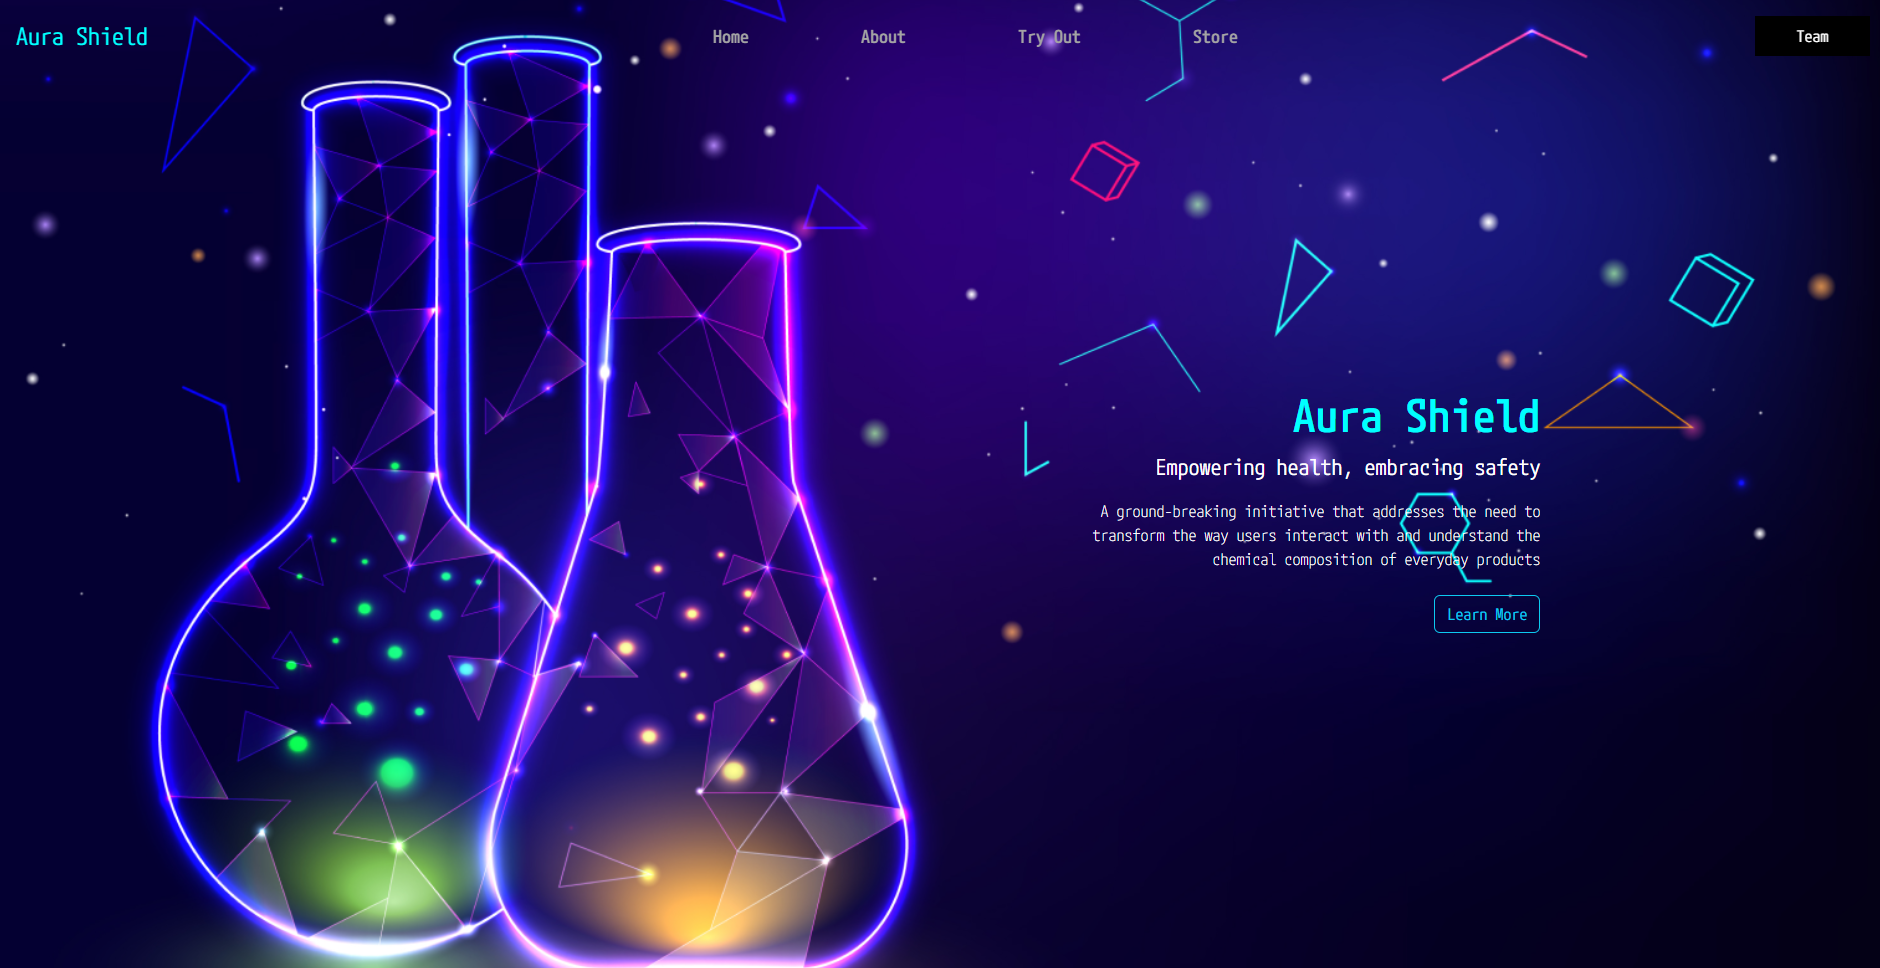 Aura Shield
Home
About
Try Out
Store
Team
Aura Shield
Empowering health, embracing safety
A ground-breaking initiative that addresses the need to
transform the way users interact with and understand the
chemical composition of everyday products
Learn More